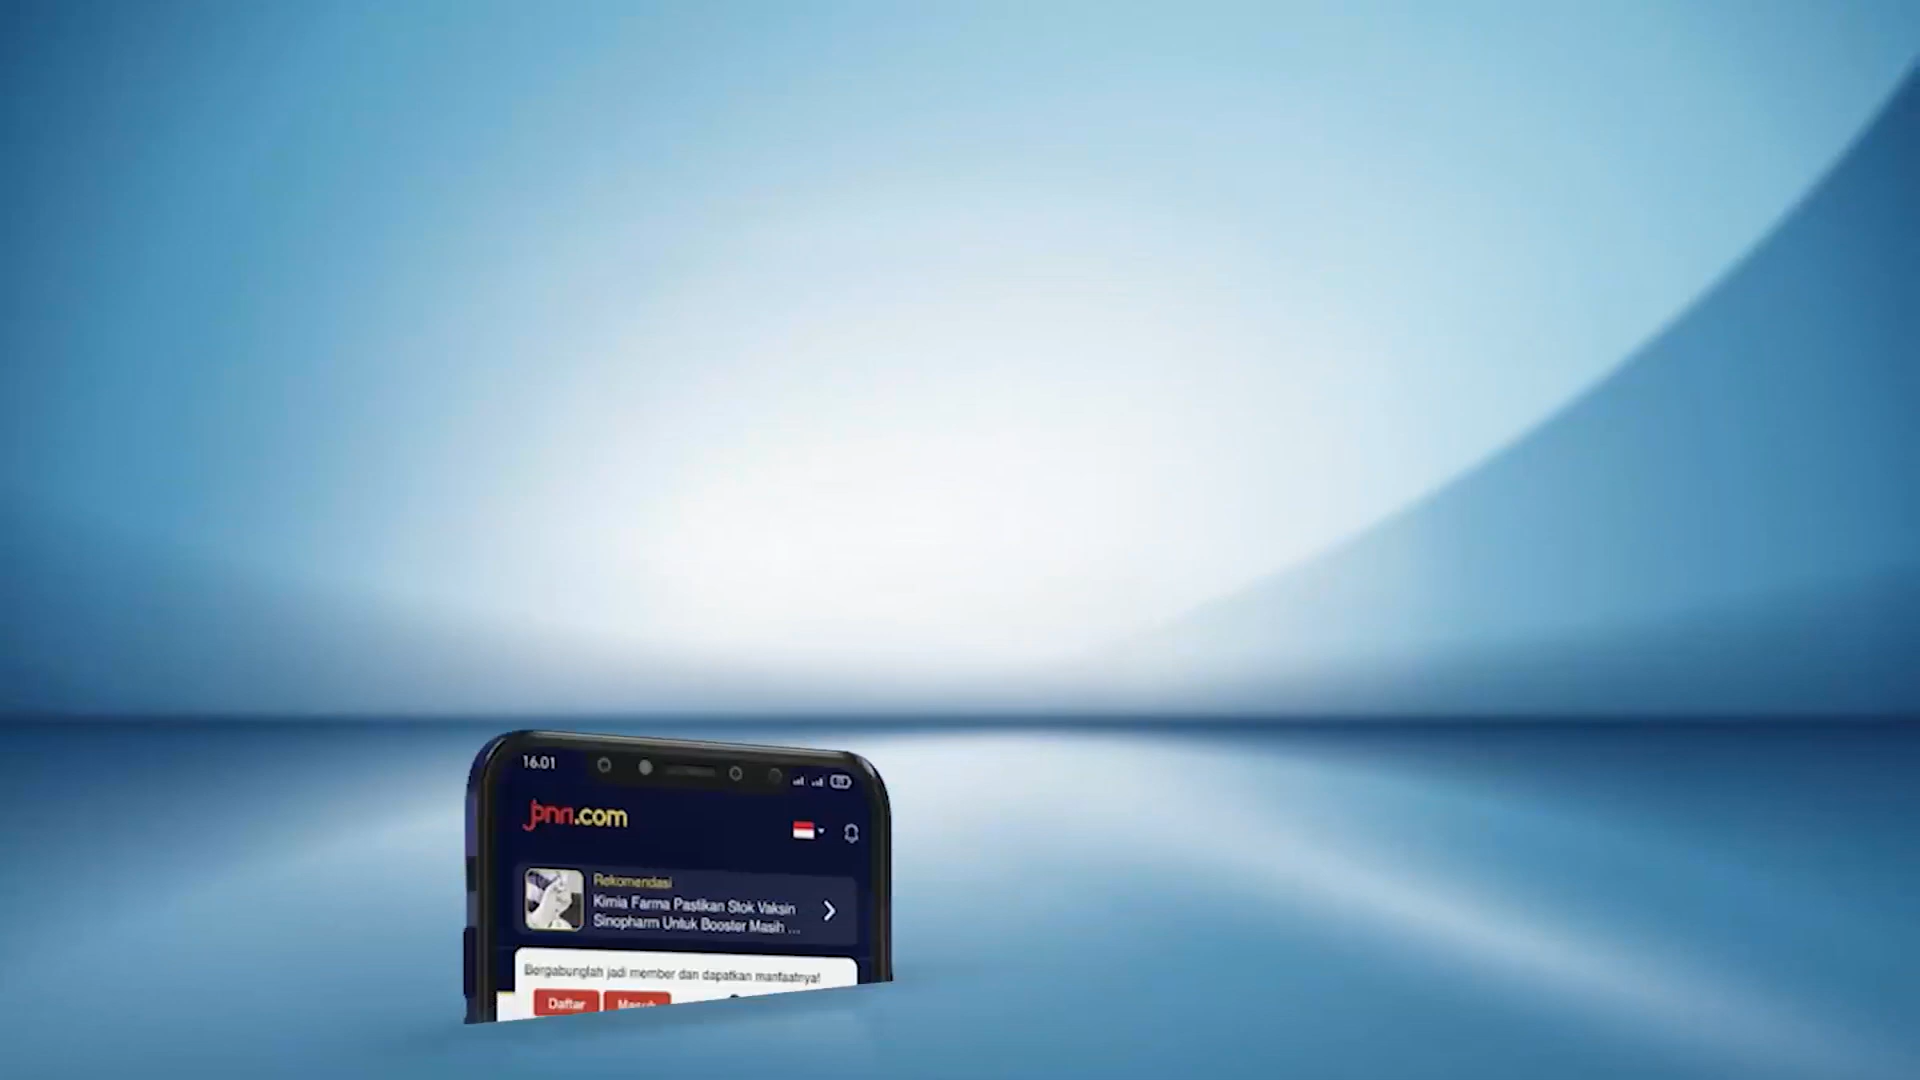 16.01
jpnn.com
Rekomendasi
Kimia Farma Pastikan Stok Vaksin
Sinopharm Untuk Booster Masih ...
Bergabunglah jadi member dan dapatkan manfaatnya!
Daftar Masuk